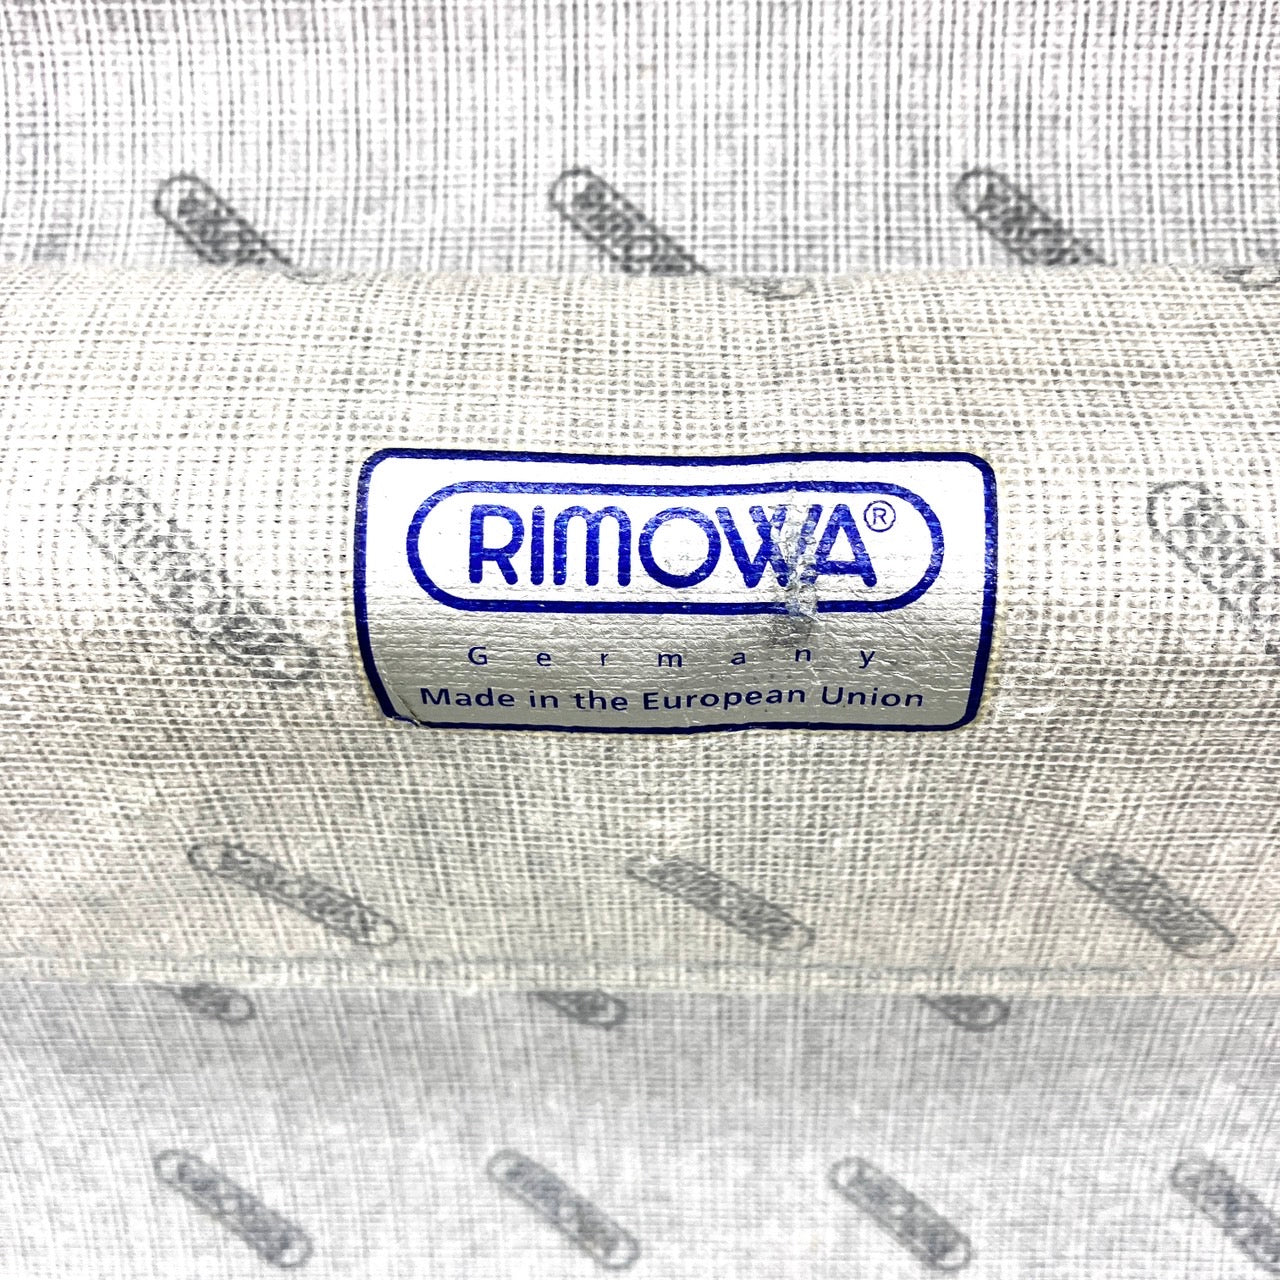 RIMOWA®
Germany
Made in the European Union